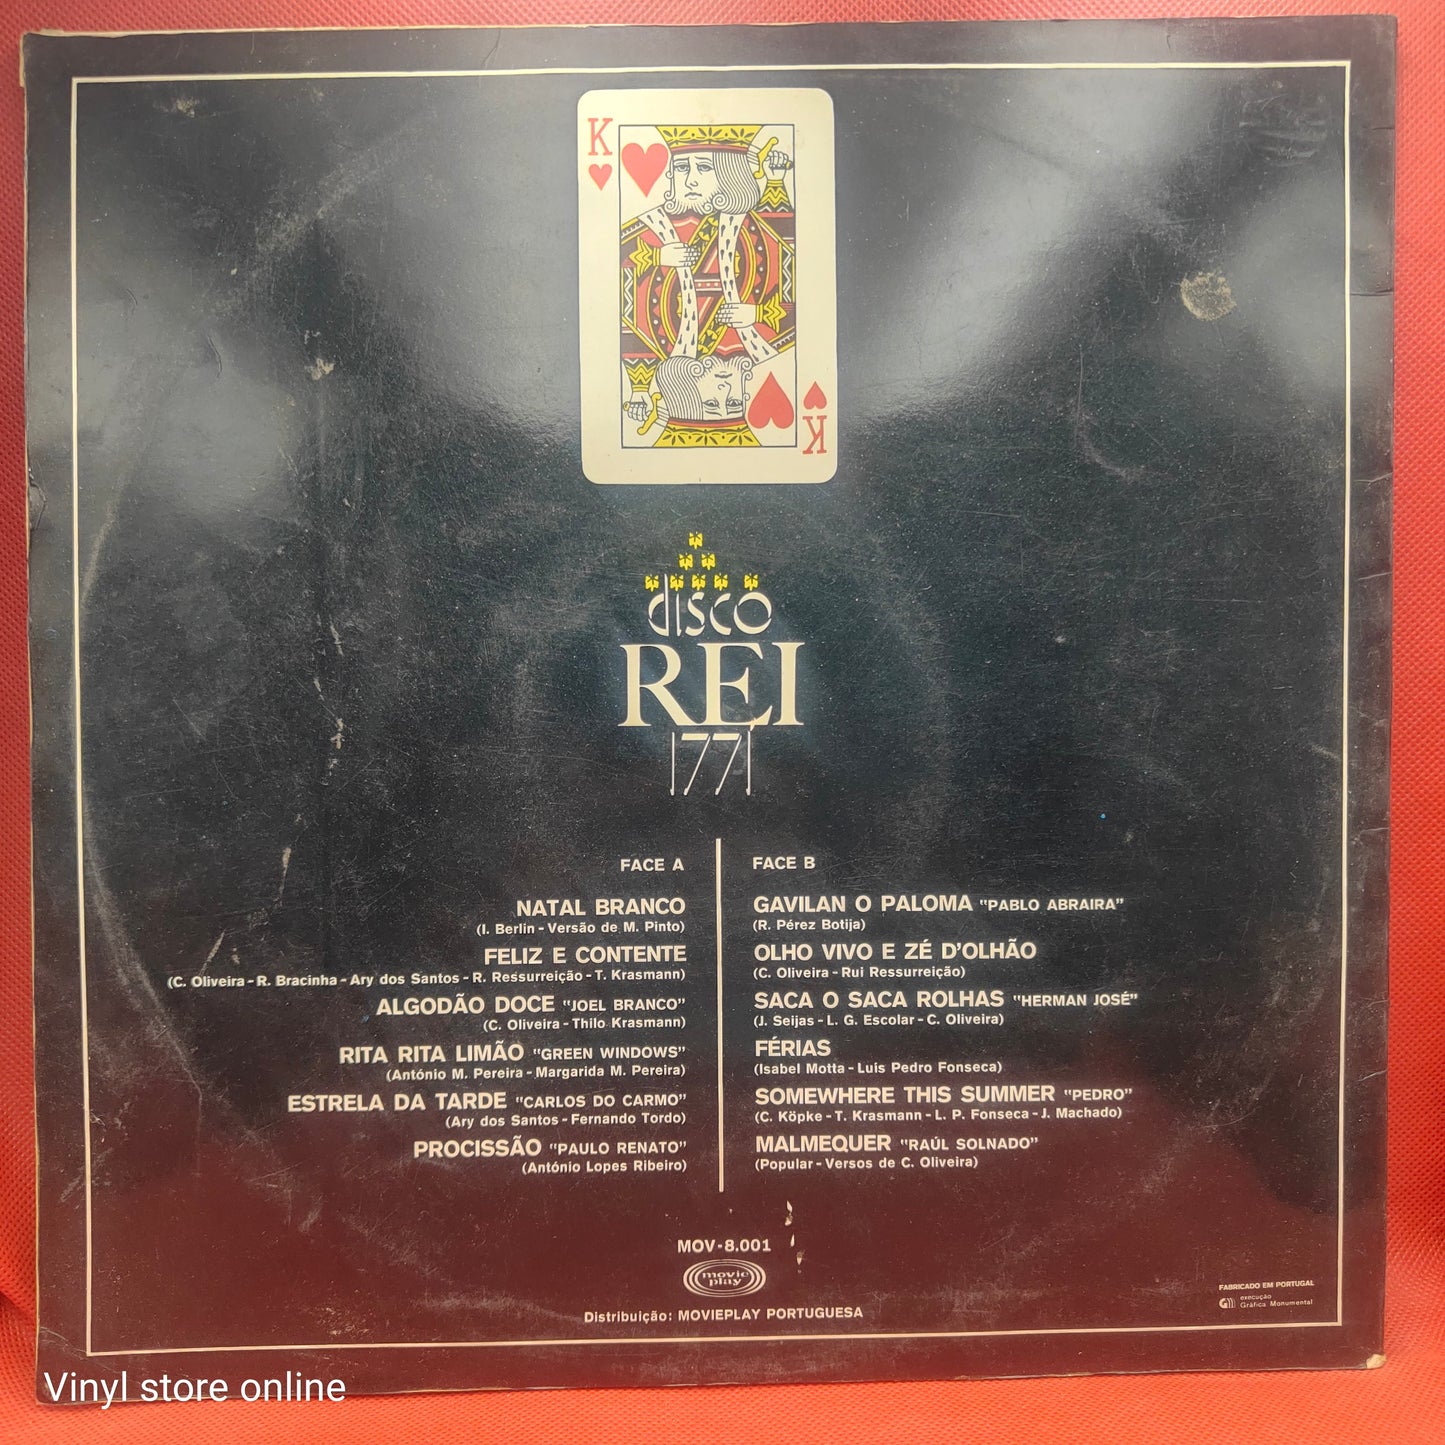 K
disco
REI
1771
FACE A
NATAL BRANCO
(I. Berlin - Versão de M. Pinto)
FELIZ E CONTENTE
(C. Oliveira - R. Bracinha - Ary dos Santos - R. Ressurreição - T. Krasmann)
ALGODÃO DOCE "JOEL BRANCO"
(C. Oliveira - Thilo Krasmann)
RITA RITA LIMÃO "GREEN WINDOWS"
(António M. Pereira - Margarida M. Pereira)
ESTRELA DA TARDE "CARLOS DO CARMO"
(Ary dos Santos - Fernando Tordo)
PROCISSÃO "PAULO RENATO"
(António Lopes Ribeiro)
FACE B
GAVILAN O PALOMA "PABLO ABRAIRA"
(R. Pérez Botija)
OLHO VIVO E ZÉ D'OLHÃO
(C. Oliveira - Rui Ressurreição)
SACA O SACA ROLHAS "HERMAN JOSÉ"
(J. Seijas - L. G. Escolar - C. Oliveira)
FÉRIAS
(Isabel Motta - Luís Pedro Fonseca)
SOMEWHERE THIS SUMMER "PEDRO"
(C. Köpke - T. Krasmann - L. P. Fonseca - J. Machado)
MALMEQUER "RAÚL SOLNADO"
(Popular - Versos de C. Oliveira)
MOV-8.001
movie
play
Distribuição: MOVIEPLAY PORTUGUESA
FABRICADO EM PORTUGAL
execução
Gráfica Monumental
K
Vinyl store online